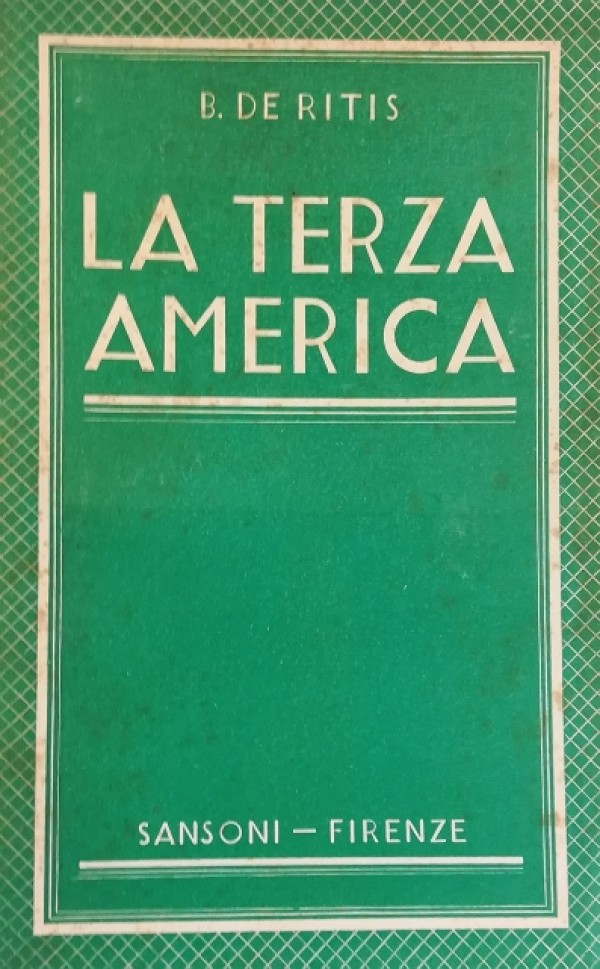 B. DE RITIS
LA TERZA
AMERICA
SANSONI — FIRENZE